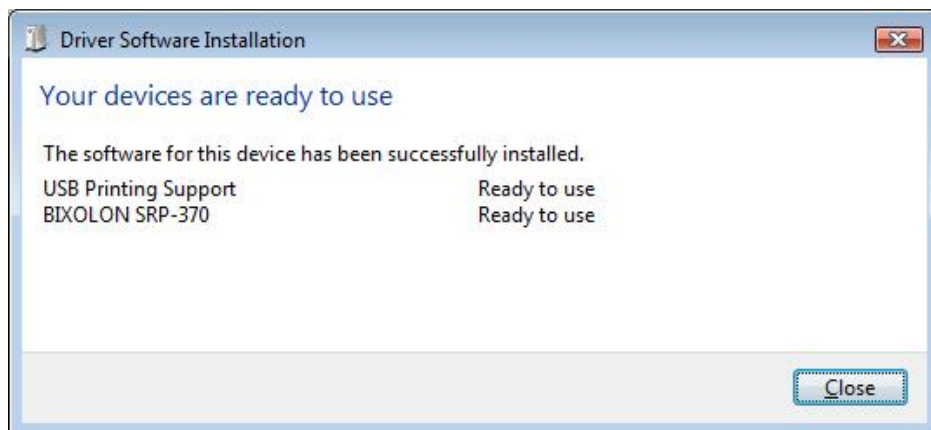 Driver Software Installation
Your devices are ready to use
The software for this device has been successfully installed.
USB Printing Support Ready to use
BIXOLON SRP-370 Ready to use
Close